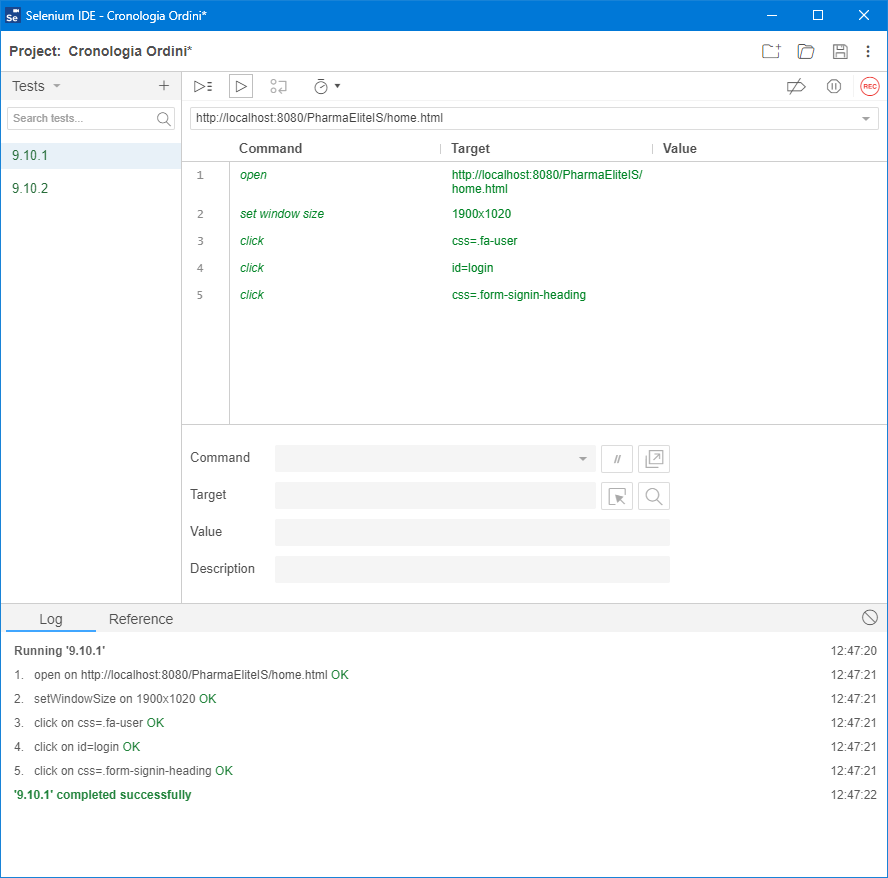 Se Selenium IDE - Cronologia Ordini*
Project: Cronologia Ordini*
Tests
REC
Search tests...
http://localhost:8080/PharmaEliteIS/home.html
Command Target Value
9.10.1
9.10.2
1 open http://localhost:8080/PharmaEliteIS/
home.html
2 set window size 1900x1020
3 click css=.fa-user
4 click id=login
5 click css=.form-signin-heading
Command //
Target
Value
Description
Log Reference
Running '9.10.1' 12:47:20
1. open on http://localhost:8080/PharmaEliteIS/home.html OK 12:47:21
2. setWindowSize on 1900x1020 OK 12:47:21
3. click on css=.fa-user OK 12:47:21
4. click on id=login OK 12:47:21
5. click on css=.form-signin-heading OK 12:47:21
'9.10.1' completed successfully 12:47:22